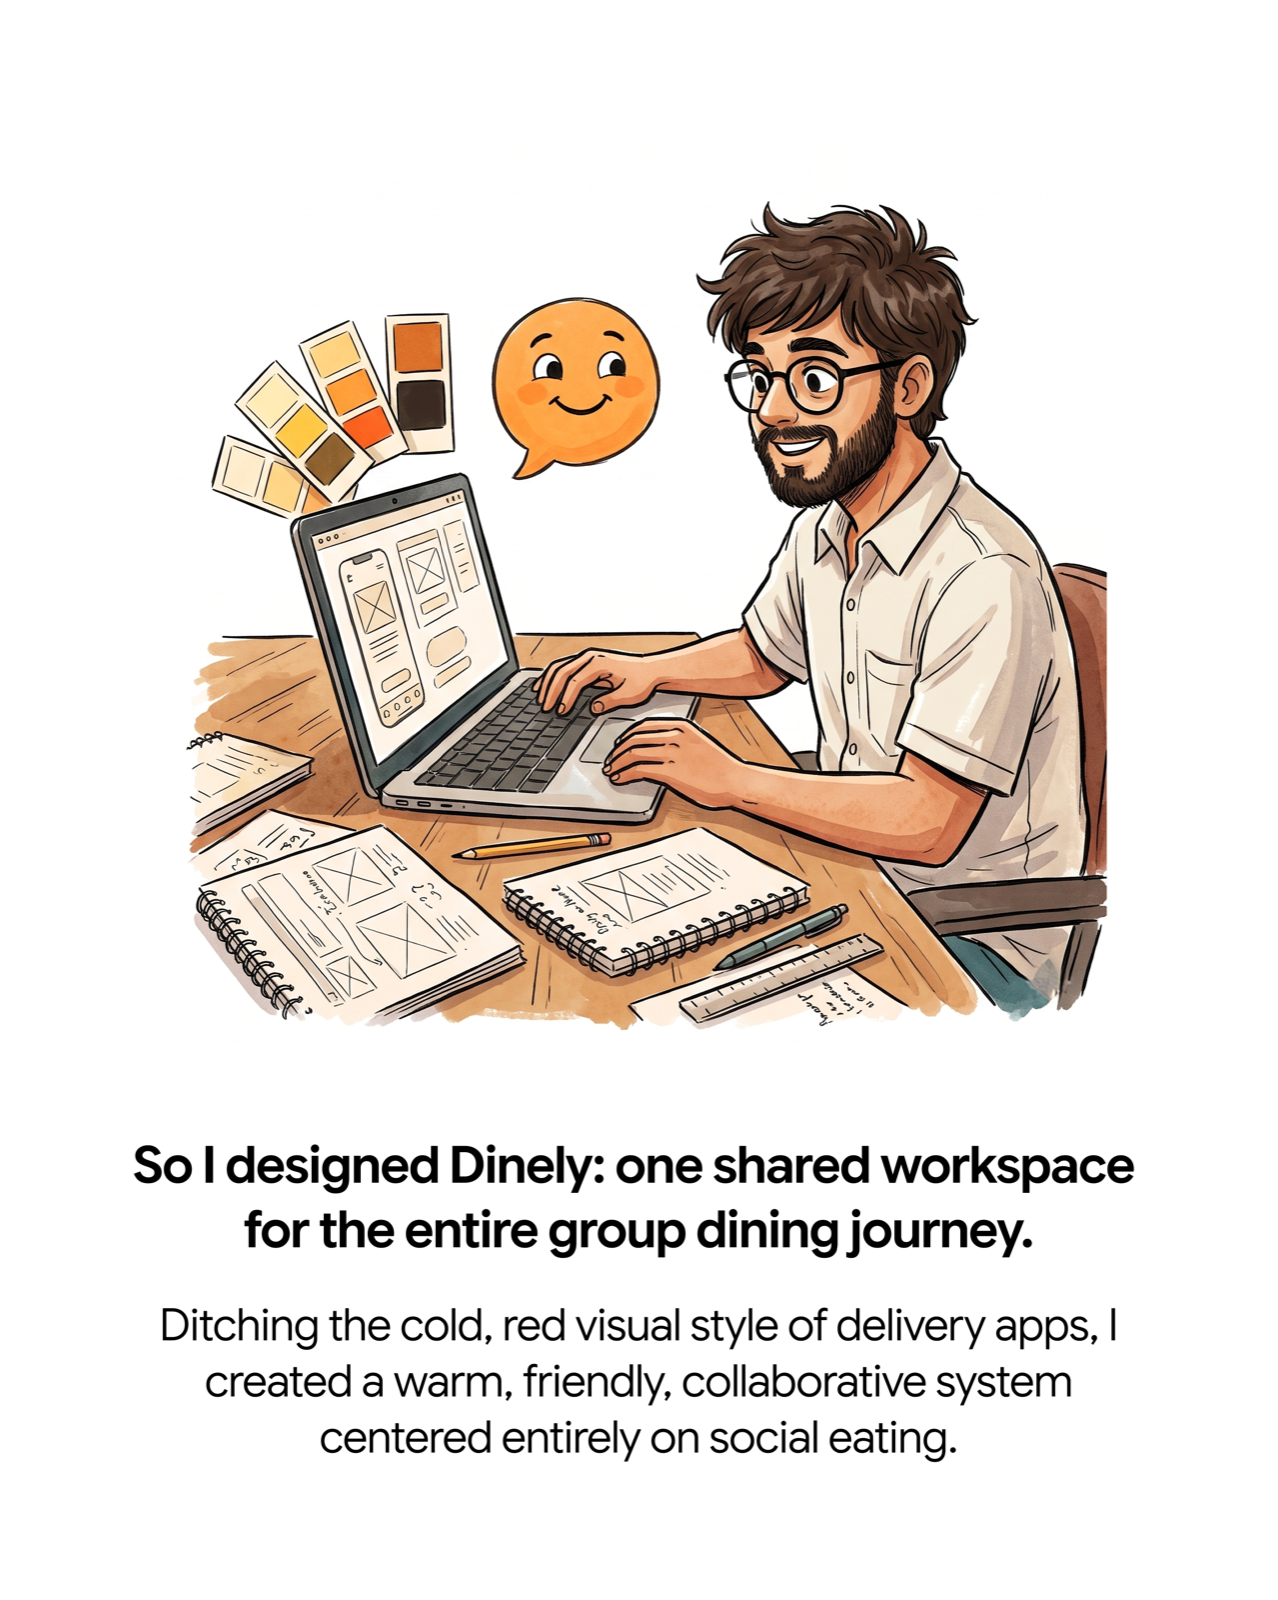 So I designed Dinely: one shared workspace
for the entire group dining journey.
Ditching the cold, red visual style of delivery apps, I
created a warm, friendly, collaborative system
centered entirely on social eating.